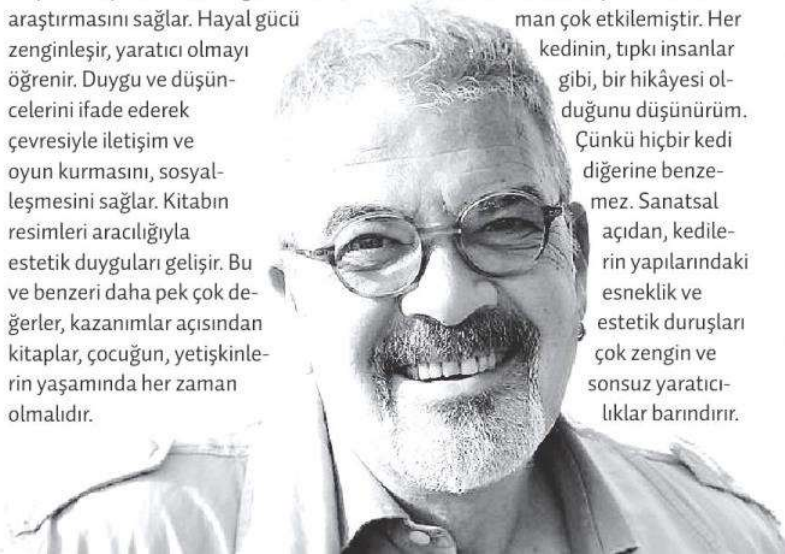 araştırmasını sağlar. Hayal gücü
zenginleşir, yaratıcı olmayı
öğrenir. Duygu ve düşün-
celerini ifade ederek
çevresiyle iletişim ve
oyun kurmasını, sosyal-
leşmesini sağlar. Kitabın
resimleri aracılığıyla
estetik duyguları gelişir. Bu
ve benzeri daha pek çok de-
ğerler, kazanımlar açısından
kitaplar, çocuğun, yetişkinle-
rin yaşamında her zaman
olmalıdır.
man çok etkilemiştir. Her
kedinin, tıpkı insanlar
gibi, bir hikâyesi ol-
duğunu düşünürüm.
Çünkü hiçbir kedi
diğerine benze-
mez. Sanatsal
açıdan, kedile-
rin yapılarındaki
esneklik ve
estetik duruşları
çok zengin ve
sonsuz yaratıcı-
lıklar barındırır.